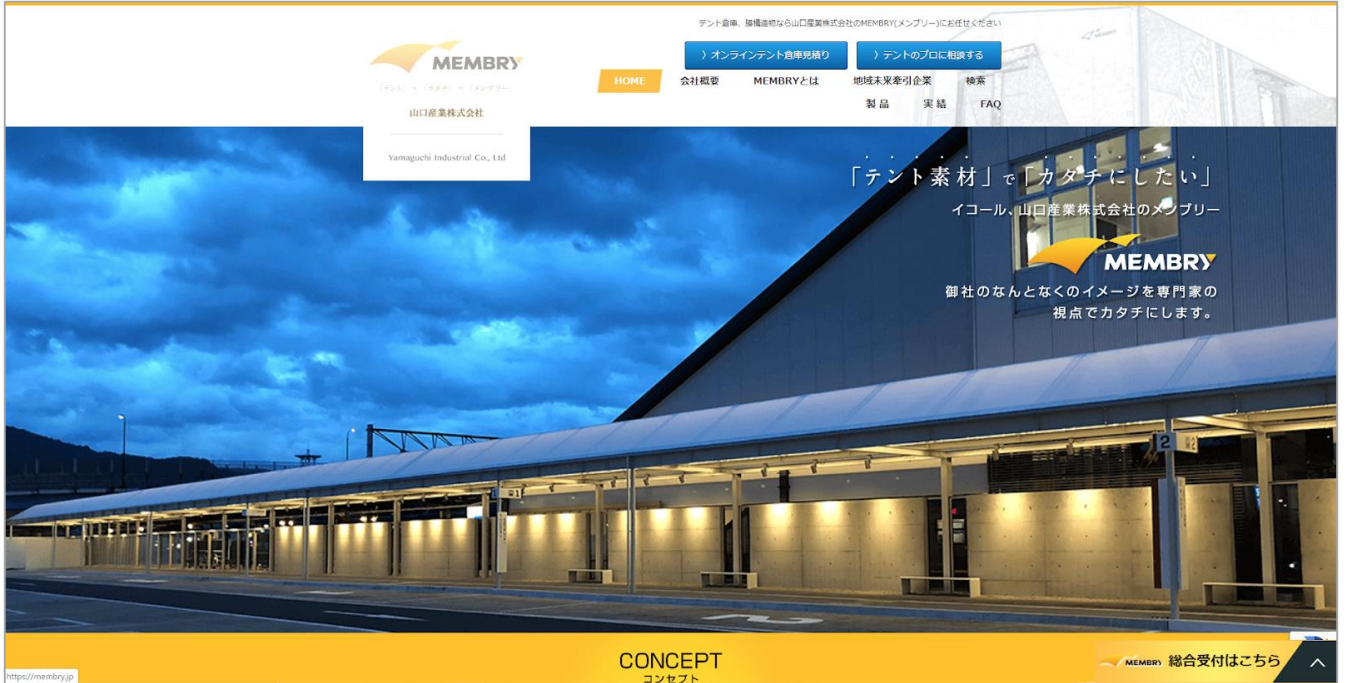 テント倉庫、膜構造物なら山口産業株式会社のMEMBRY(メンブリー)にお任せください
〉オンラインテント倉庫見積り
〉テントのプロに相談する
MEMBRY
「テント」×「カタチ」=「メンブリー」
山口産業株式会社
Yamaguchi Industrial Co., Ltd
HOME
会社概要
MEMBRYとは
地域未来牽引企業
検索
製品
実績
FAQ
「テント素材」で「カタチにしたい」
イコール、山口産業株式会社のメンブリー
MEMBRY
御社のなんとなくのイメージを専門家の
視点でカタチにします。
2
2
1
2
CONCEPT
コンセプト
MEMBRY 総合受付はこちら
https://membry.jp